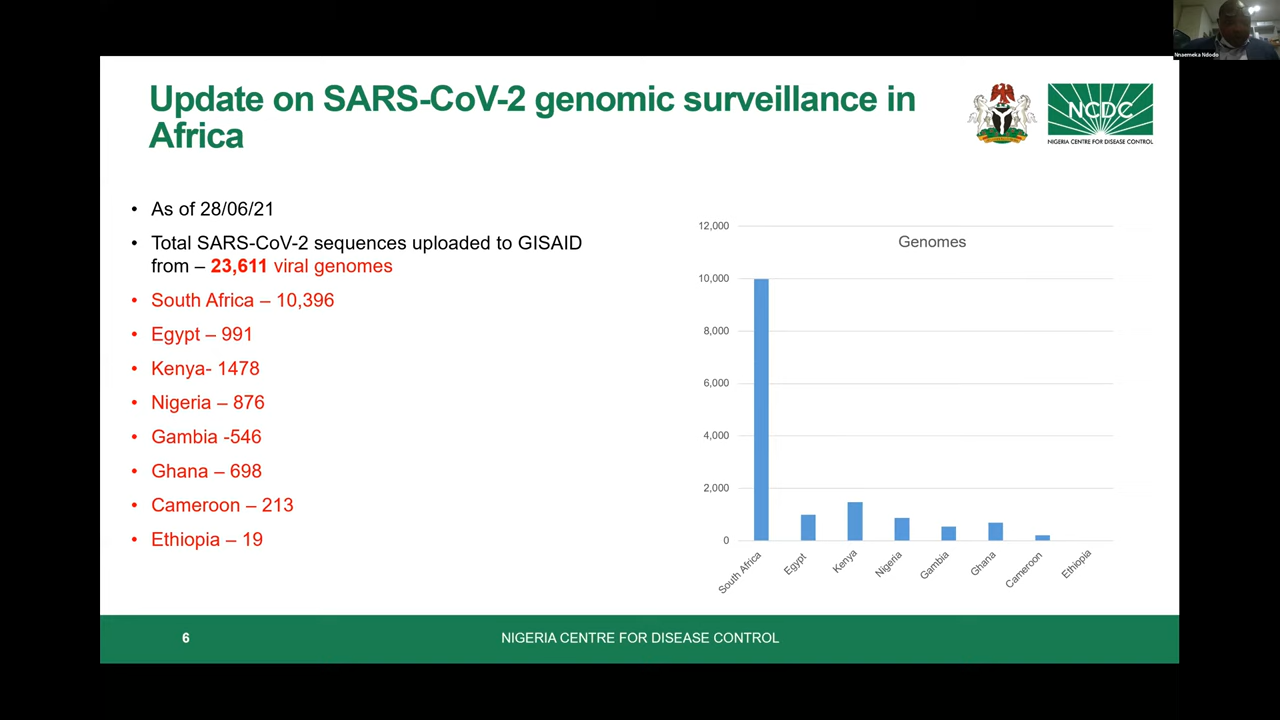 Nnaemeka Ndodo
Update on SARS-CoV-2 genomic surveillance in
Africa
NCDC
NIGERIA CENTRE FOR DISEASE CONTROL
• As of 28/06/21
• Total SARS-CoV-2 sequences uploaded to GISAID
from – 23,611 viral genomes
• South Africa – 10,396
• Egypt – 991
• Kenya- 1478
• Nigeria – 876
• Gambia -546
• Ghana – 698
• Cameroon – 213
• Ethiopia – 19
Genomes
12,000
10,000
8,000
6,000
4,000
2,000
0
South Africa
Egypt
Kenya
Nigeria
Gambia
Ghana
Cameroon
Ethiopia
6
NIGERIA CENTRE FOR DISEASE CONTROL